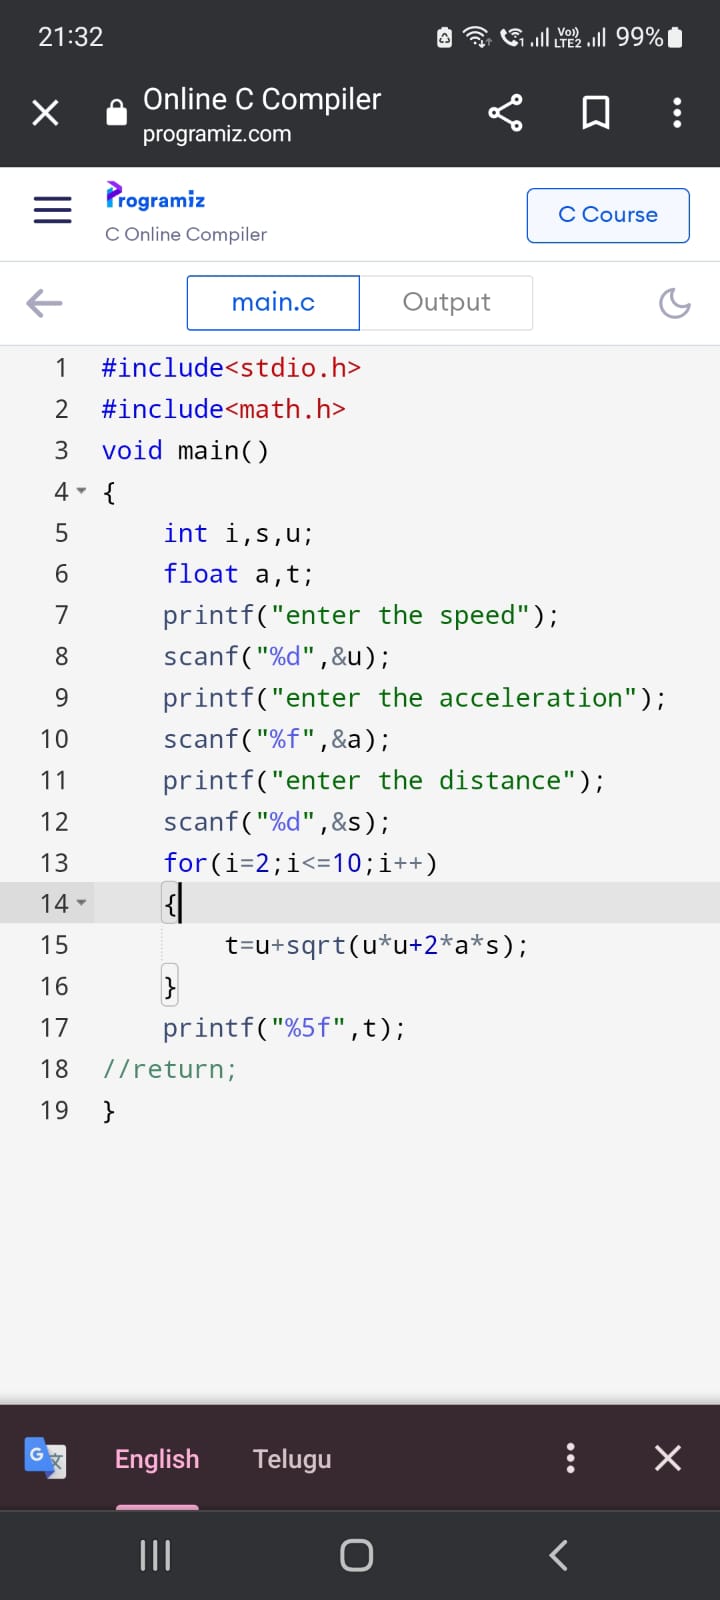 21:32
Vo))
LTE2
99%
Online C Compiler
programiz.com
Programiz
C Online Compiler
C Course
main.c
Output
1 #include<stdio.h>
2 #include<math.h>
3 void main()
4 {
5 int i,s,u;
6 float a,t;
7 printf("enter the speed");
8 scanf("%d",&u);
9 printf("enter the acceleration");
10 scanf("%f",&a);
11 printf("enter the distance");
12 scanf("%d",&s);
13 for(i=2;i<=10;i++)
14 {
15 t=u+sqrt(u*u+2*a*s);
16 }
17 printf("%5f",t);
18 //return;
19 }
G 文
English
Telugu